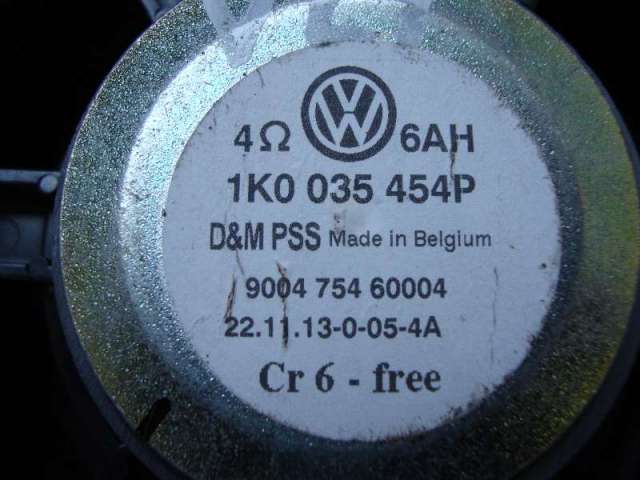 4Ω VW 6AH
1K0 035 454P
D&M PSS Made in Belgium
9004 754 60004
22.11.13-0-05-4A
Cr 6 - free